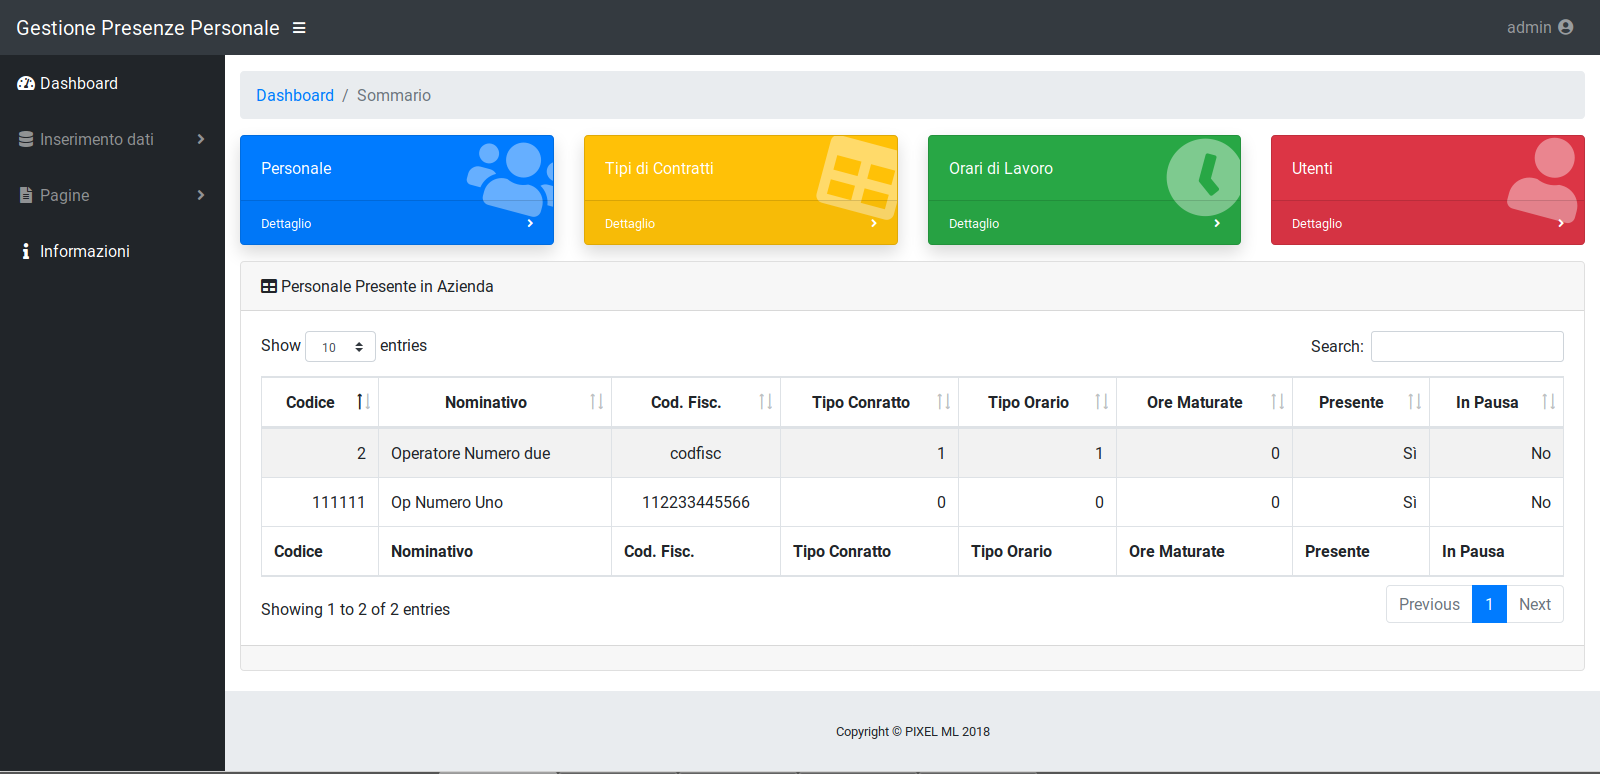 Gestione Presenze Personale
admin
Dashboard
Inserimento dati
Pagine
Informazioni
Dashboard / Sommario
Personale
Dettaglio
Tipi di Contratti
Dettaglio
Orari di Lavoro
Dettaglio
Utenti
Dettaglio
Personale Presente in Azienda
Show 10 entries
Search:
Codice Nominativo Cod. Fisc. Tipo Conratto Tipo Orario Ore Maturate Presente In Pausa
2 Operatore Numero due codfisc 1 1 0 Sì No
111111 Op Numero Uno 112233445566 0 0 0 Sì No
Codice Nominativo Cod. Fisc. Tipo Conratto Tipo Orario Ore Maturate Presente In Pausa
Showing 1 to 2 of 2 entries
Previous 1 Next
Copyright © PIXEL ML 2018